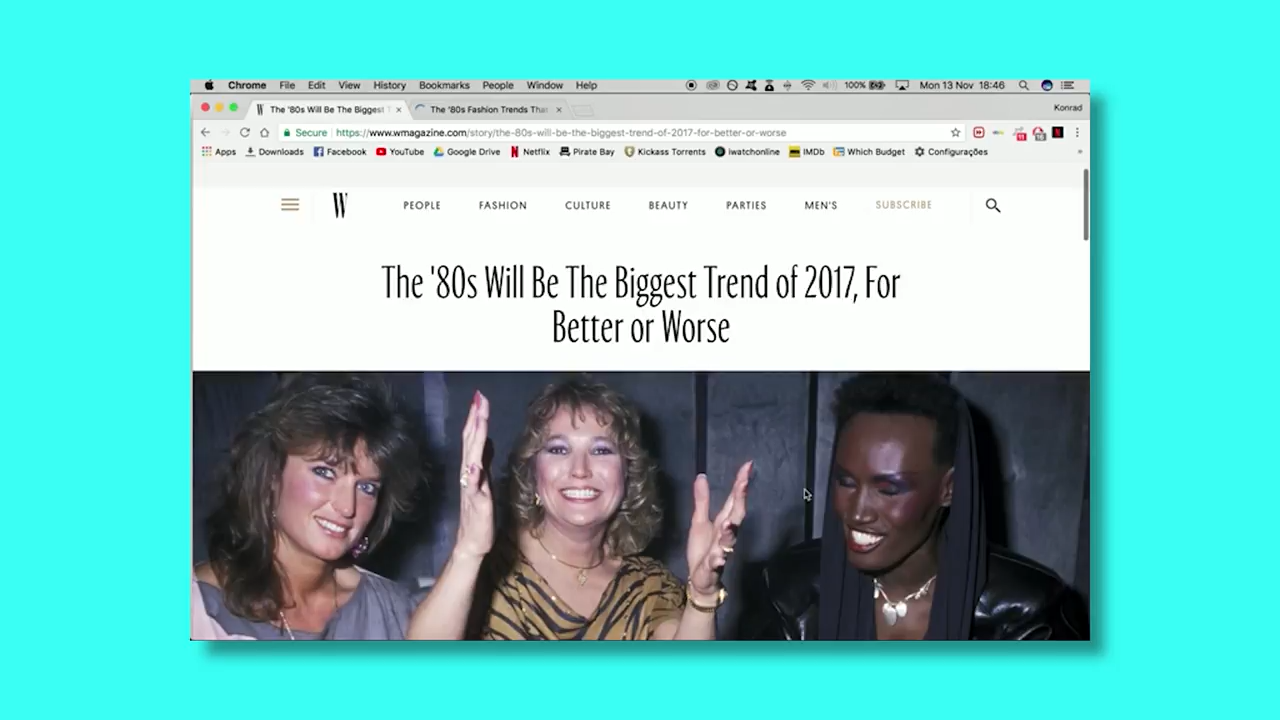 Chrome File Edit View History Bookmarks People Window Help 100% Mon 13 Nov 18:46
The '80s Will Be The Biggest T The '80s Fashion Trends Tha Konrad
Secure https://www.wmagazine.com/story/the-80s-will-be-the-biggest-trend-of-2017-for-better-or-worse
Apps Downloads Facebook YouTube Google Drive Netflix Pirate Bay Kickass Torrents iwatchonline IMDb Which Budget Configurações »
W PEOPLE FASHION CULTURE BEAUTY PARTIES MEN'S SUBSCRIBE
The '80s Will Be The Biggest Trend of 2017, For
Better or Worse